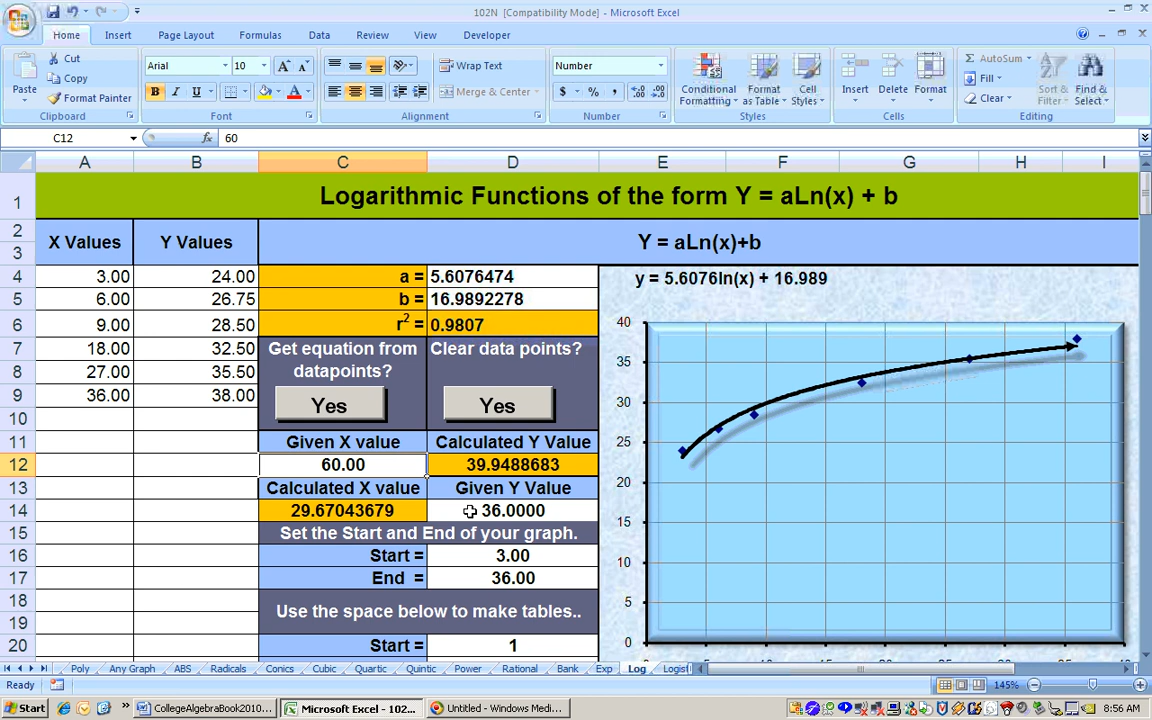 102N [Compatibility Mode] - Microsoft Excel
Home Insert Page Layout Formulas Data Review View Developer
Paste
Cut
Copy
Format Painter
Clipboard
Arial 10
B I U A
Font
Wrap Text
Merge & Center
Alignment
Number
$ % ,
Number
Conditional Formatting
Format as Table
Cell Styles
Styles
Insert Delete Format
Cells
AutoSum
Fill
Clear
Sort & Filter
Find & Select
Editing
C12 fx 60
A B C D E F G H I
1 Logarithmic Functions of the form Y = aLn(x) + b
2
3
X Values Y Values Y = aLn(x)+b
4 3.00 24.00 a = 5.6076474
y = 5.6076ln(x) + 16.989
5 6.00 26.75 b = 16.9892278
6 9.00 28.50 r2 = 0.9807
7 18.00 32.50 Get equation from Clear data points?
8 27.00 35.50 datapoints?
9 36.00 38.00 Yes Yes
10
11 Given X value Calculated Y Value
12 60.00 39.9488683
13 Calculated X value Given Y Value
14 29.67043679 36.0000
15 Set the Start and End of your graph.
16 Start = 3.00
17 End = 36.00
18
19
Use the space below to make tables..
20 Start = 1
40
35
30
25
20
15
10
5
0
Poly Any Graph ABS Radicals Conics Cubic Quartic Quintic Power Rational Bank Exp Log Logist
Ready 145%
Start CollegeAlgebraBook2010... Microsoft Excel - 102... Untitled - Windows Medi... 8:56 AM